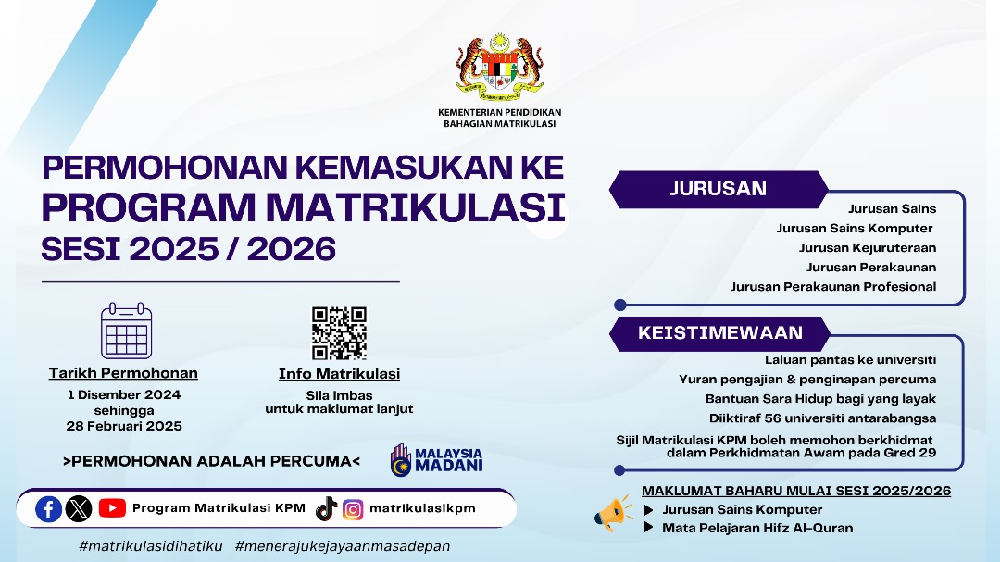 KEMENTERIAN PENDIDIKAN
BAHAGIAN MATRIKULASI
PERMOHONAN KEMASUKAN KE
PROGRAM MATRIKULASI
SESI 2025 / 2026
Tarikh Permohonan
1 Disember 2024
sehingga
28 Februari 2025
Info Matrikulasi
Sila imbas
untuk maklumat lanjut
>PERMOHONAN ADALAH PERCUMA<
MALAYSIA
MADANI
Program Matrikulasi KPM
matrikulasikpm
#matrikulasidihatiku #menerajukejayaanmasadepan
JURUSAN
Jurusan Sains
Jurusan Sains Komputer
Jurusan Kejuruteraan
Jurusan Perakaunan
Jurusan Perakaunan Profesional
KEISTIMEWAAN
Laluan pantas ke universiti
Yuran pengajian & penginapan percuma
Bantuan Sara Hidup bagi yang layak
Diiktiraf 56 universiti antarabangsa
Sijil Matrikulasi KPM boleh memohon berkhidmat
dalam Perkhidmatan Awam pada Gred 29
MAKLUMAT BAHARU MULAI SESI 2025/2026
Jurusan Sains Komputer
Mata Pelajaran Hifz Al-Quran